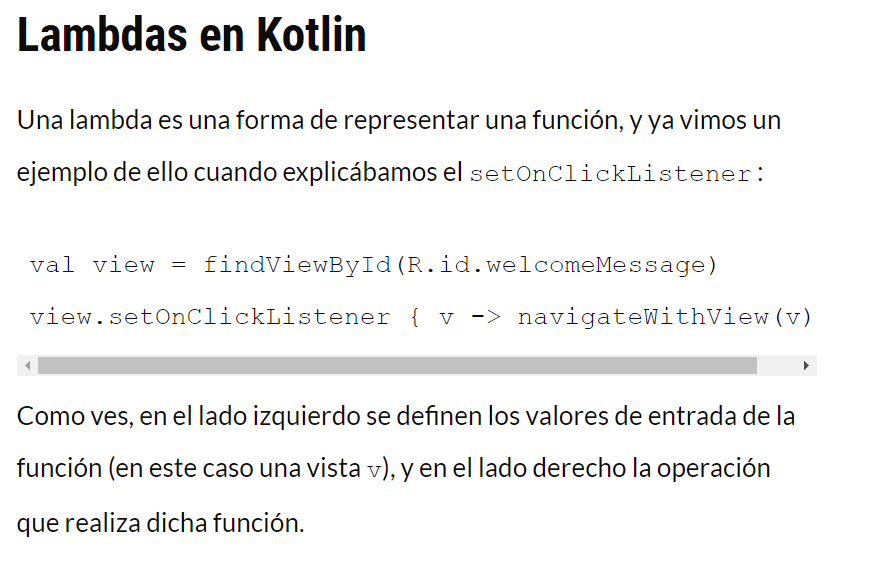 Lambdas en Kotlin
Una lambda es una forma de representar una función, y ya vimos un
ejemplo de ello cuando explicábamos el setOnClickListener:
val view = findViewById(R.id.welcomeMessage)
view.setOnClickListener { v -> navigateWithView(v)
Como ves, en el lado izquierdo se definen los valores de entrada de la
función (en este caso una vista v), y en el lado derecho la operación
que realiza dicha función.